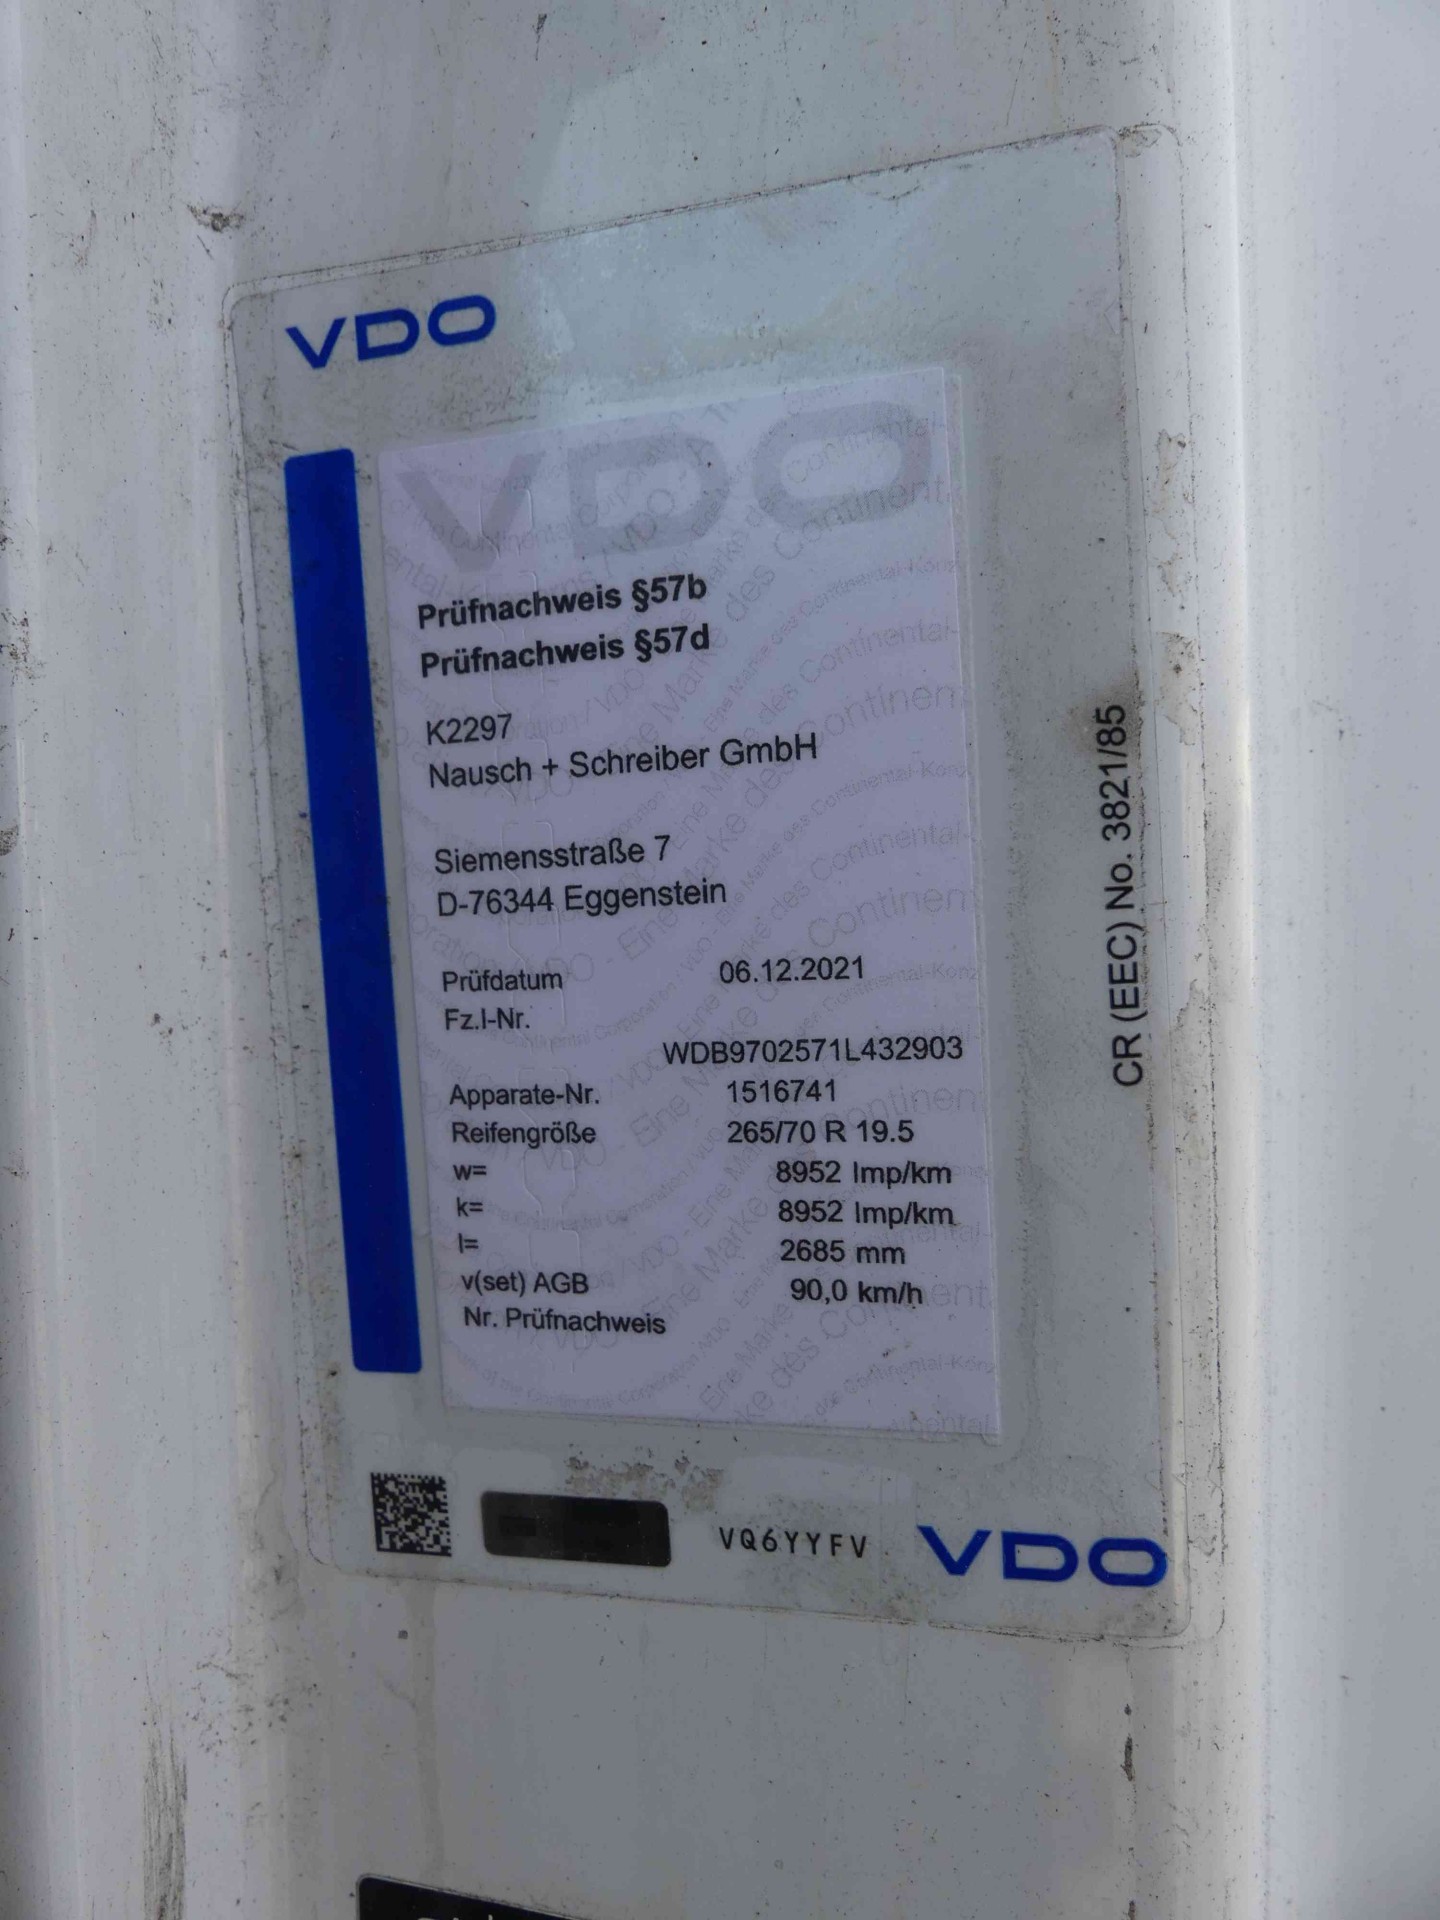 VDO
VDO
Prüfnachweis §57b
Prüfnachweis §57d
K2297
Nausch + Schreiber GmbH
Siemensstraße 7
D-76344 Eggenstein
Prüfdatum 06.12.2021
Fz.I-Nr.
WDB9702571L432903
Apparate-Nr. 1516741
Reifengröße 265/70 R 19.5
w= 8952 Imp/km
k= 8952 Imp/km
l= 2685 mm
v(set) AGB 90,0 km/h
Nr. Prüfnachweis
CR (EEC) No. 3821/85
VQ6YYFV
VDO